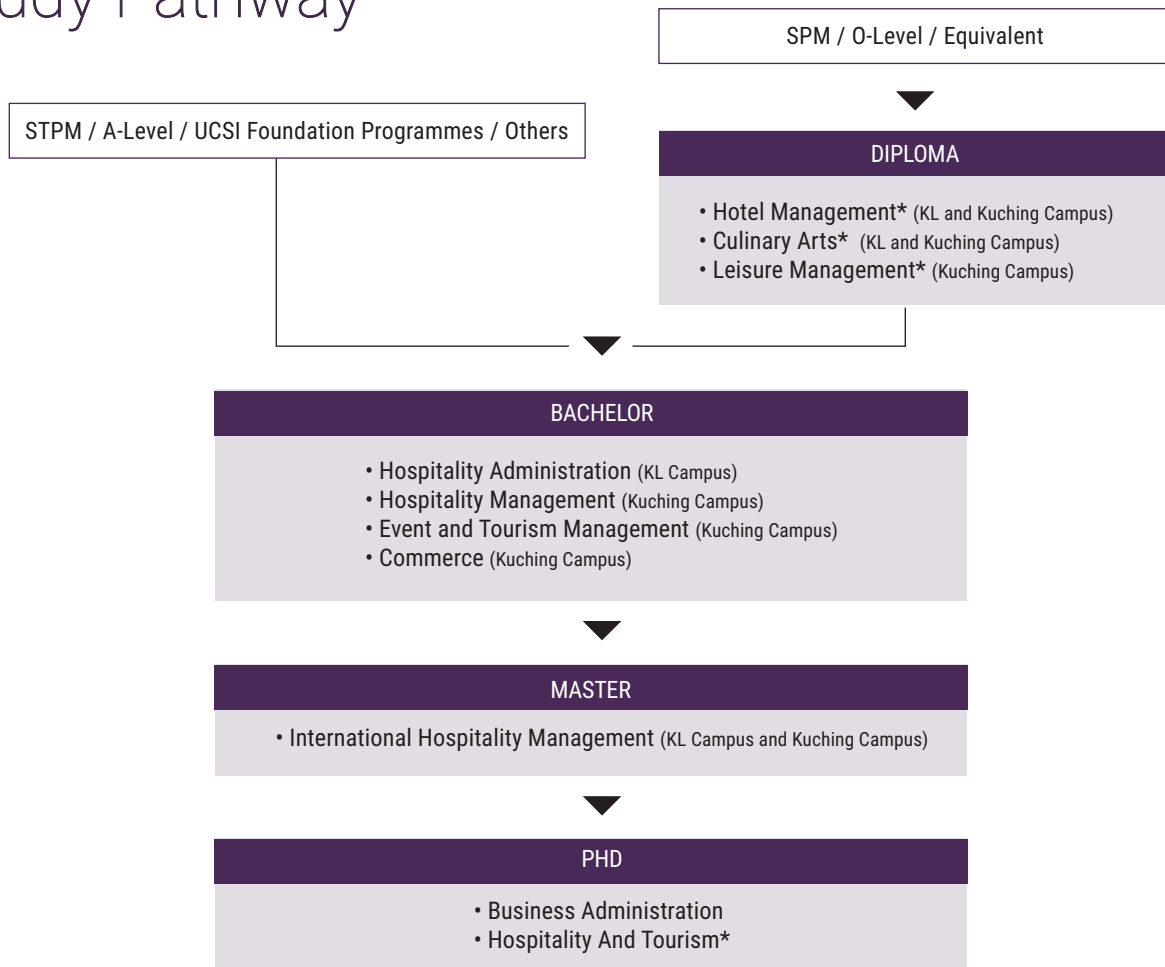 udy Pathway
SPM / O-Level / Equivalent
STPM / A-Level / UCSI Foundation Programmes / Others
DIPLOMA
• Hotel Management* (KL and Kuching Campus)
• Culinary Arts* (KL and Kuching Campus)
• Leisure Management* (Kuching Campus)
BACHELOR
• Hospitality Administration (KL Campus)
• Hospitality Management (Kuching Campus)
• Event and Tourism Management (Kuching Campus)
• Commerce (Kuching Campus)
MASTER
• International Hospitality Management (KL Campus and Kuching Campus)
PHD
• Business Administration
• Hospitality And Tourism*